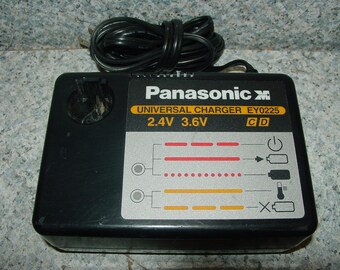 Panasonic
UNIVERSAL CHARGER EY0225
2.4V 3.6V C D